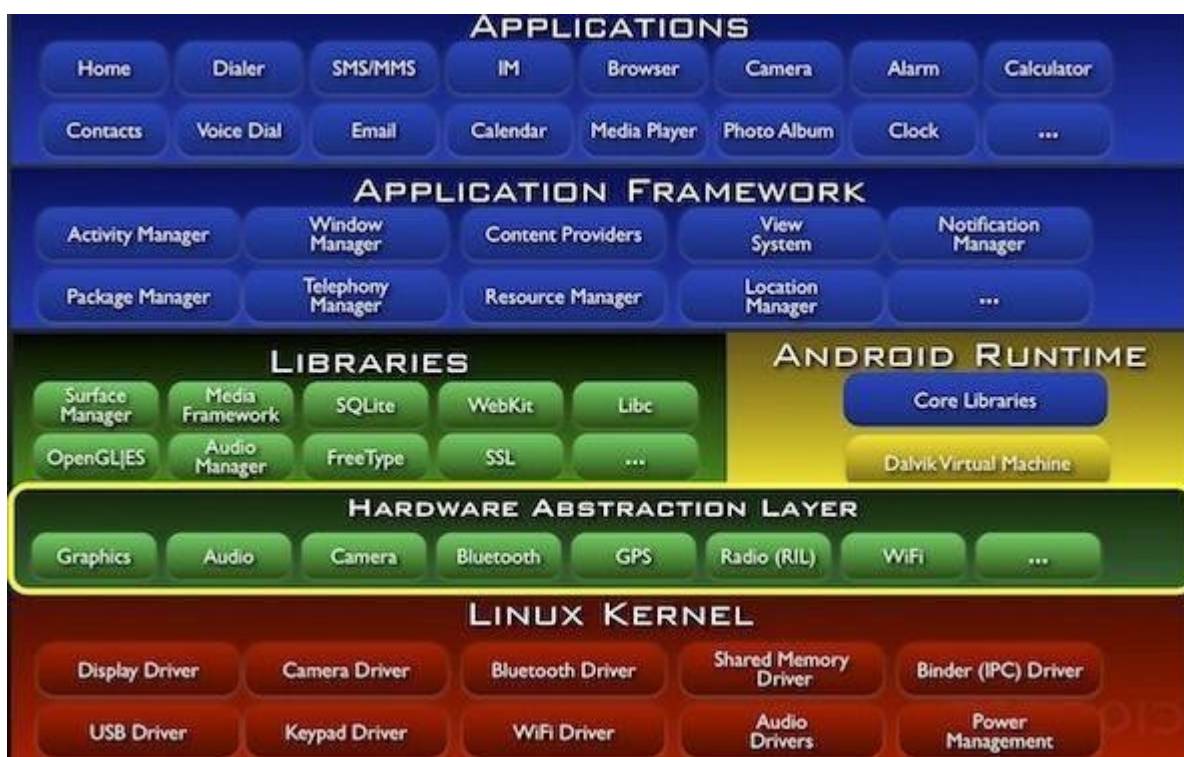 APPLICATIONS
Home Dialer SMS/MMS IM Browser Camera Alarm Calculator
Contacts Voice Dial Email Calendar Media Player Photo Album Clock ...
APPLICATION FRAMEWORK
Activity Manager Window Manager Content Providers View System Notification Manager
Package Manager Telephony Manager Resource Manager Location Manager ...
LIBRARIES
Surface Manager Media Framework SQLite WebKit Libc
OpenGL|ES Audio Manager FreeType SSL ...
ANDROID RUNTIME
Core Libraries
Dalvik Virtual Machine
HARDWARE ABSTRACTION LAYER
Graphics Audio Camera Bluetooth GPS Radio (RIL) WiFi ...
LINUX KERNEL
Display Driver Camera Driver Bluetooth Driver Shared Memory Driver Binder (IPC) Driver
USB Driver Keypad Driver WiFi Driver Audio Drivers Power Management